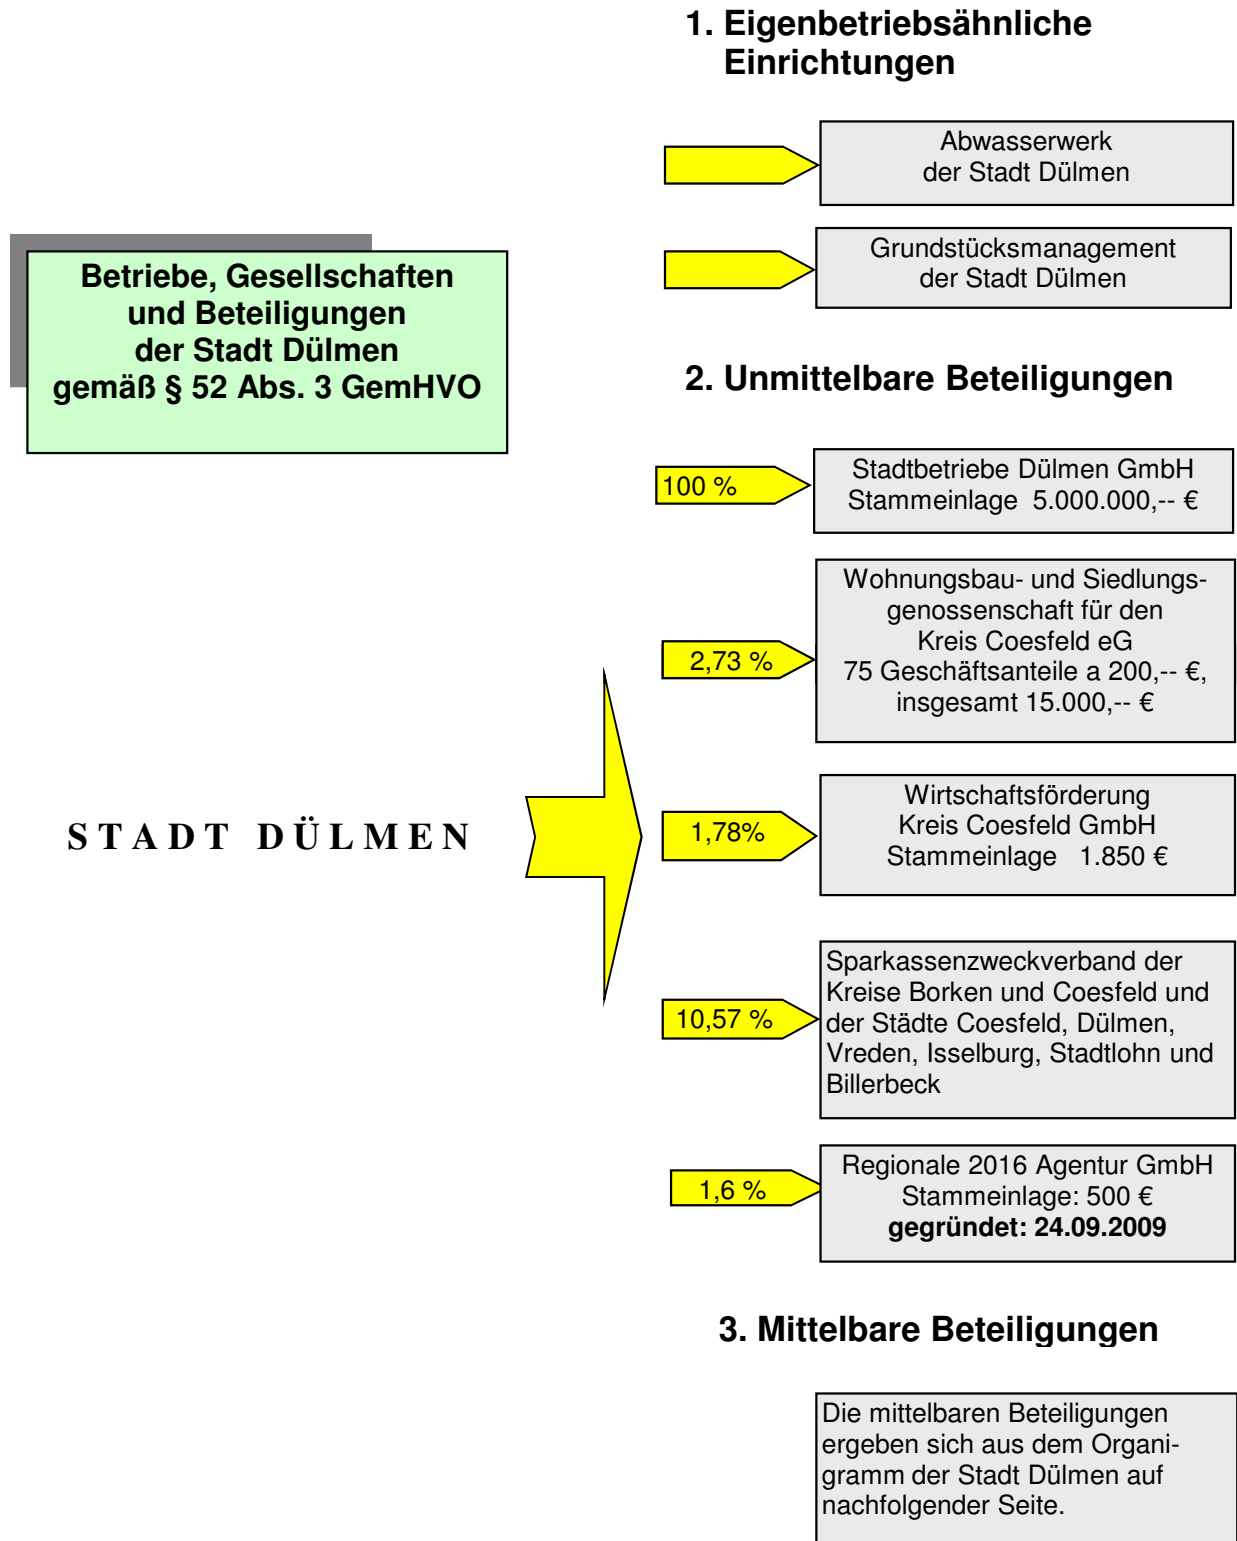 1. Eigenbetriebsähnliche
Einrichtungen
Abwasserwerk
der Stadt Dülmen
Grundstücksmanagement
der Stadt Dülmen
Betriebe, Gesellschaften
und Beteiligungen
der Stadt Dülmen
gemäß § 52 Abs. 3 GemHVO
2. Unmittelbare Beteiligungen
100 %
Stadtbetriebe Dülmen GmbH
Stammeinlage 5.000.000,-- €
2,73 %
Wohnungsbau- und Siedlungs-
genossenschaft für den
Kreis Coesfeld eG
75 Geschäftsanteile a 200,-- €,
insgesamt 15.000,-- €
STADT DÜLMEN
1,78%
Wirtschaftsförderung
Kreis Coesfeld GmbH
Stammeinlage 1.850 €
10,57 %
Sparkassenzweckverband der
Kreise Borken und Coesfeld und
der Städte Coesfeld, Dülmen,
Vreden, Isselburg, Stadtlohn und
Billerbeck
1,6 %
Regionale 2016 Agentur GmbH
Stammeinlage: 500 €
gegründet: 24.09.2009
3. Mittelbare Beteiligungen
Die mittelbaren Beteiligungen
ergeben sich aus dem Organi-
gramm der Stadt Dülmen auf
nachfolgender Seite.